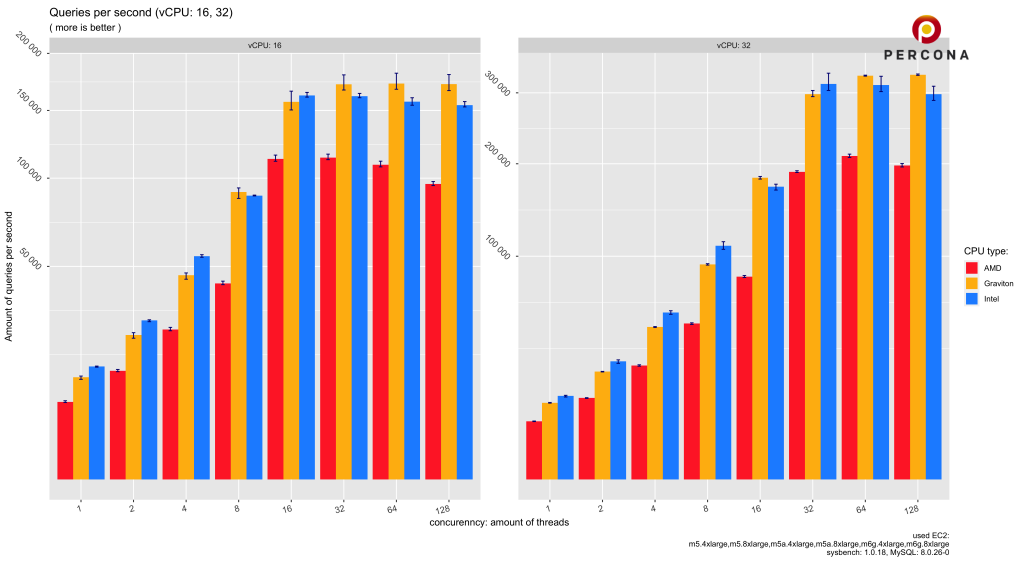 Queries per second (vCPU: 16, 32)
( more is better )
PERCONA
vCPU: 16
vCPU: 32
Amount of queries per second
200 000
150 000
100 000
50 000
300 000
200 000
100 000
1 2 4 8 16 32 64 128
1 2 4 8 16 32 64 128
concurenncy: amount of threads
CPU type:
AMD
Graviton
Intel
used EC2:
m5.4xlarge,m5.8xlarge,m5a.4xlarge,m5a.8xlarge,m6g.4xlarge,m6g.8xlarge
sysbench: 1.0.18, MySQL: 8.0.26-0